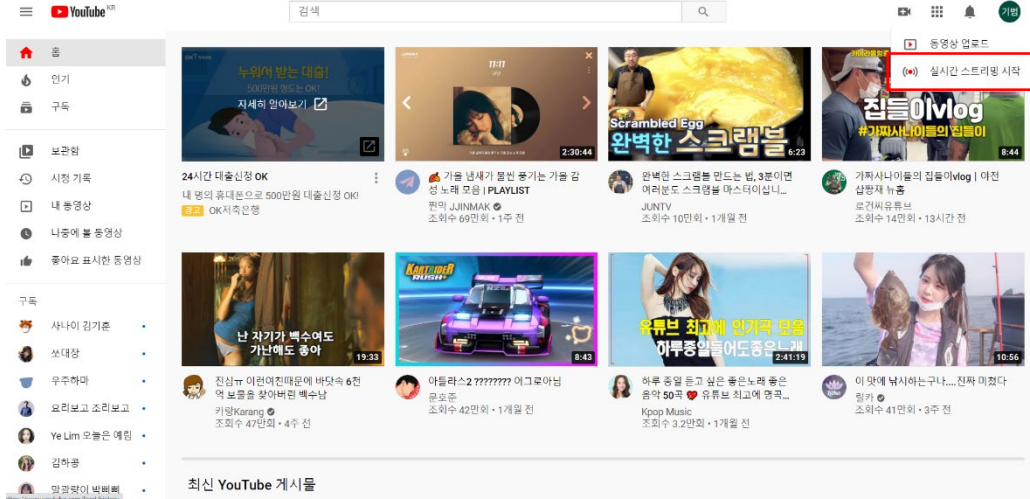 YouTube KR
검색
기범
동영상 업로드
실시간 스트리밍 시작
홈
인기
구독
보관함
시청 기록
내 동영상
나중에 볼 동영상
좋아요 표시한 동영상
구독
사나이 김기훈
쏘대장
우주하마
요리보고 조리보고
Ye Lim 오늘은 예림
김하콩
말괄량이 박삐삐
누워서 받는 대출!
500만원 한도는 OK!
자세히 알아보기
24시간 대출신청 OK
내 명의 휴대폰으로 500만원 대출신청 OK!
광고 OK저축은행
11:11
2:30:44
🍂 가을 냄새가 물씬 풍기는 가을 감
성 노래 모음 | PLAYLIST
찐막 JJINMAK
조회수 69만회 • 1주 전
Scrambled Egg
완벽한 스크램블
6:23
완벽한 스크램블 만드는 법, 3분이면
여러분도 스크램블 마스터이십니...
JUNTV
조회수 10만회 • 1개월 전
집들이vlog
#가짜사나이들의 집들이
8:44
가짜사나이들의 집들이vlog | 야전
삽짱재 뉴홈
로건씨유튜브
조회수 14만회 • 13시간 전
난 자기가 백수여도
가난해도 좋아
19:33
진심ㅠ 이런여친때문에 바닷속 6천
억 보물을 찾아버린 백수남
카랑Karang
조회수 47만회 • 4주 전
KARTRIDER
RUSH+
8:43
아틀라스2 ???????? 어그로아님
문호준
조회수 42만회 • 1개월 전
유튜브 최고에 인기곡 모음
하루종일들어도좋은노래
2:41:19
하루 종일 듣고 싶은 좋은노래 좋은
음악 50곡 💖 유튜브 최고에 명곡...
Kpop Music
조회수 3.2만회 • 1개월 전
10:56
이 맛에 낚시하는구나....진짜 미쳤다
릴카
조회수 41만회 • 3주 전
최신 YouTube 게시물